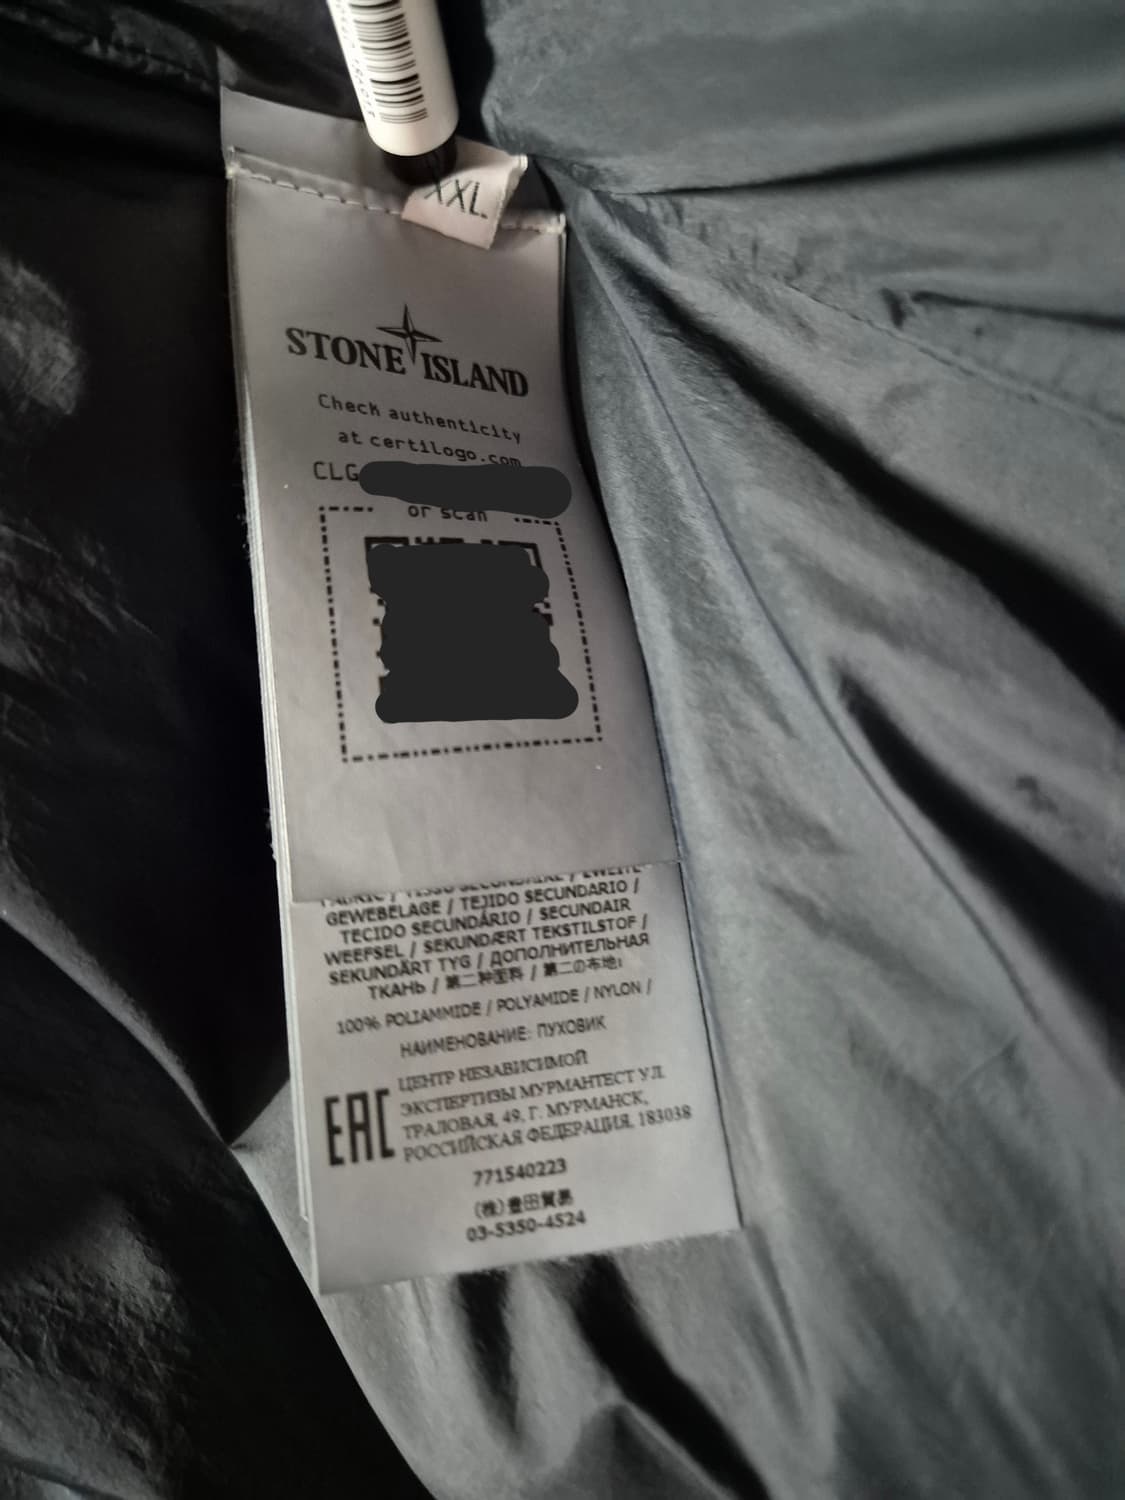 XXL
STONE ISLAND
Check authenticity
at certilogo.com
CLG
or scan
GEWEBELAGE / TEJIDO SECUNDARIO /
TECIDO SECUNDÁRIO / SECUNDAIR
WEEFSEL / SEKUNDÆRT TEKSTILSTOF /
SEKUNDÄRT TYG / ДОПОЛНИТЕЛЬНАЯ
ТКАНЬ / 第二种面料 / 第二の布地:
100% POLIAMMIDE / POLYAMIDE / NYLON /
НАИМЕНОВАНИЕ: ПУХОВИК
EAC
ЦЕНТР НЕЗАВИСИМОЙ
ЭКСПЕРТИЗЫ МУРМАНТЕСТ УЛ.
ТРАЛОВАЯ, 49, Г. МУРМАНСК,
РОССИЙСКАЯ ФЕДЕРАЦИЯ, 183038
771540223
(株)豊田貿易
03-5350-4524